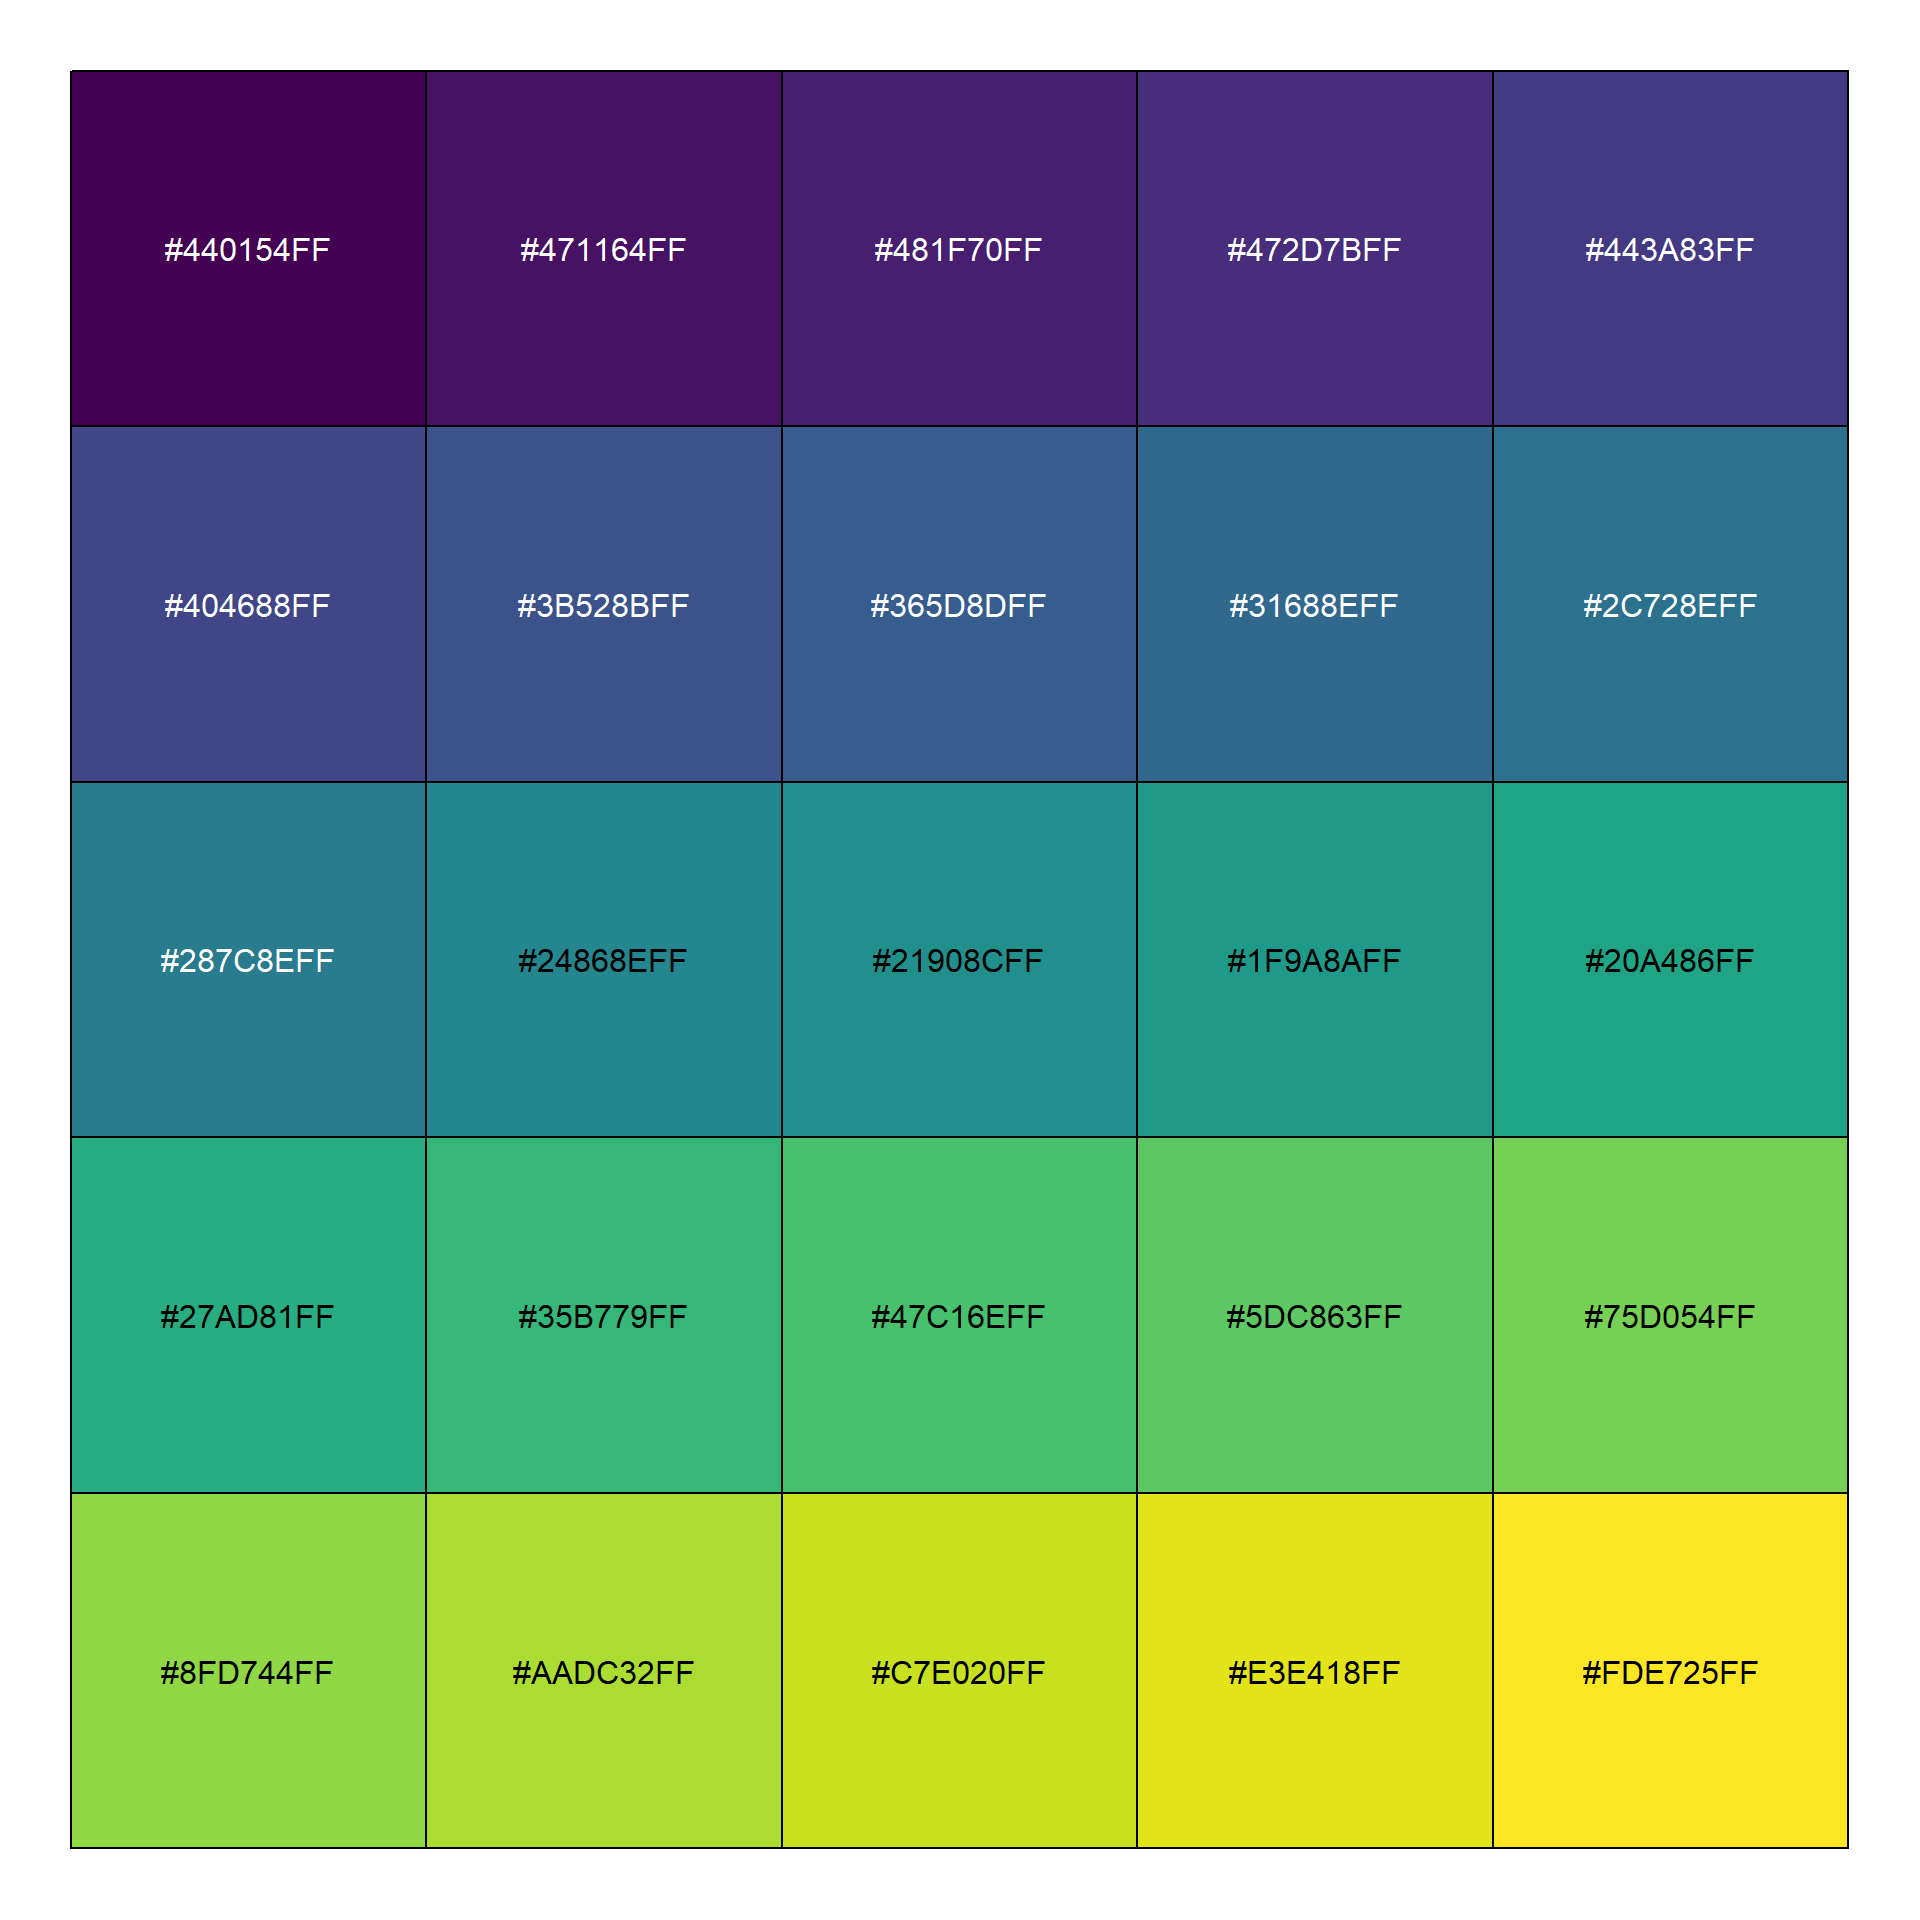 #440154FF #471164FF #481F70FF #472D7BFF #443A83FF
#404688FF #3B528BFF #365D8DFF #31688EFF #2C728EFF
#287C8EFF #24868EFF #21908CFF #1F9A8AFF #20A486FF
#27AD81FF #35B779FF #47C16EFF #5DC863FF #75D054FF
#8FD744FF #AADC32FF #C7E020FF #E3E418FF #FDE725FF